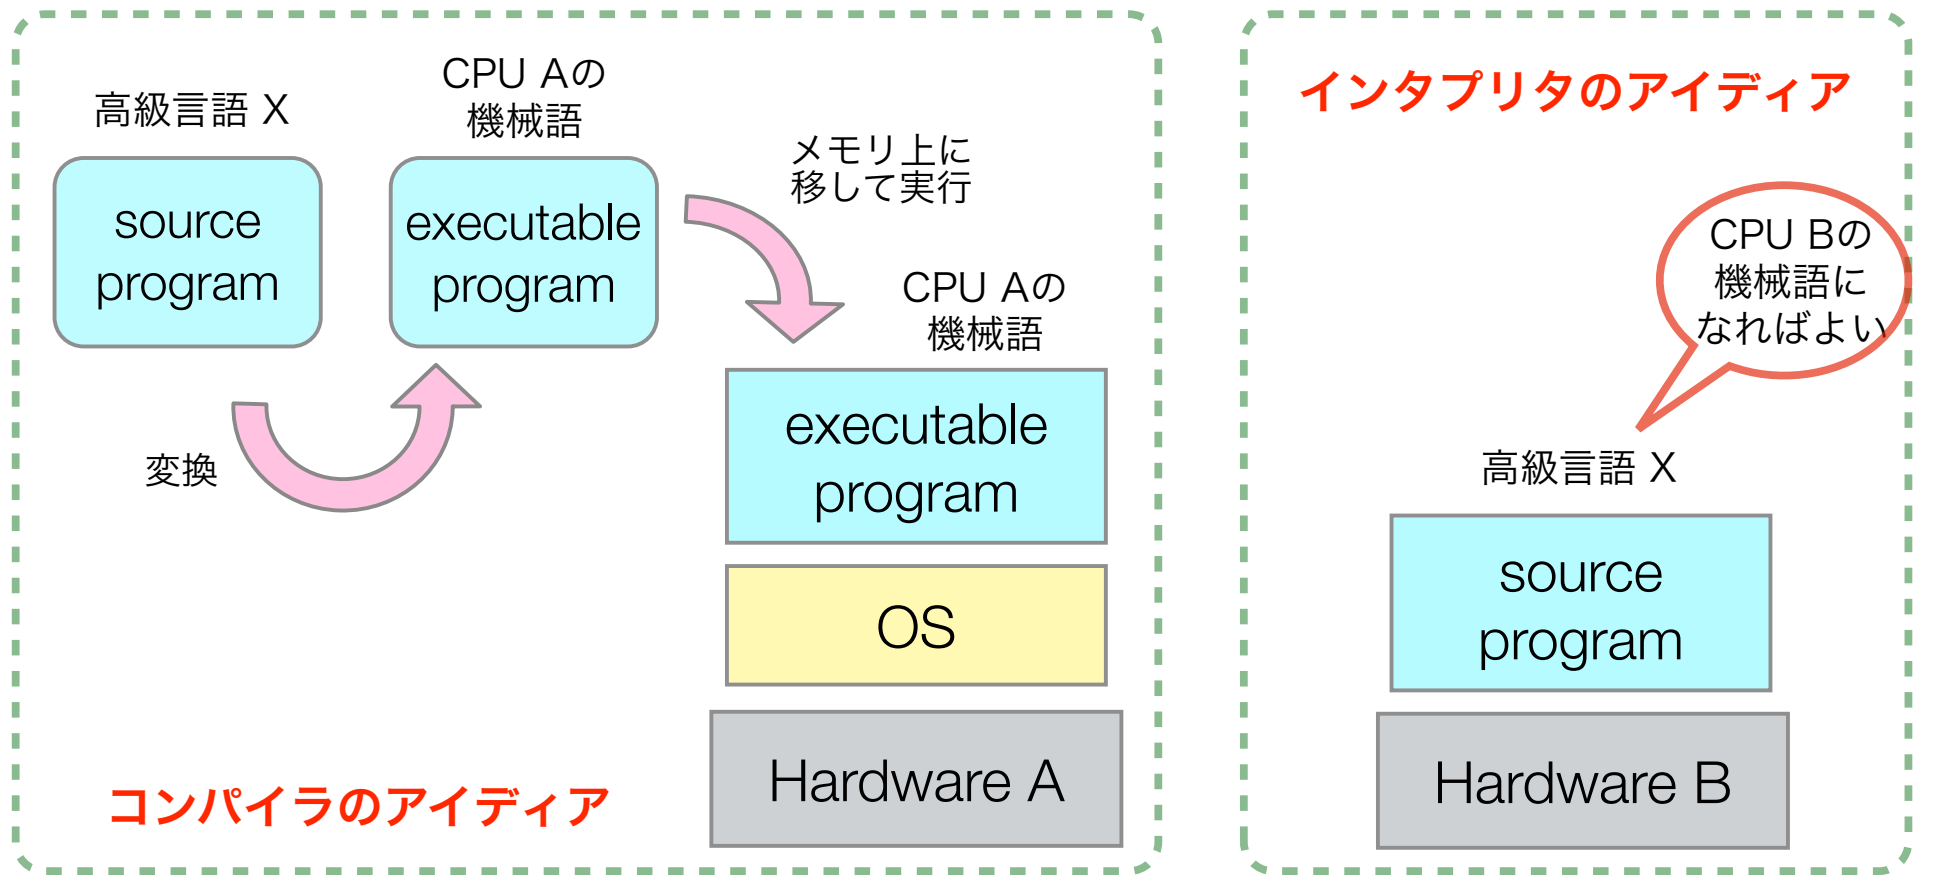 高級言語 X
source
program
CPU Aの
機械語
executable
program
変換
メモリ上に
移して実行
CPU Aの
機械語
executable
program
OS
Hardware A
コンパイラのアイディア
インタプリタのアイディア
CPU Bの
機械語に
なればよい
高級言語 X
source
program
Hardware B